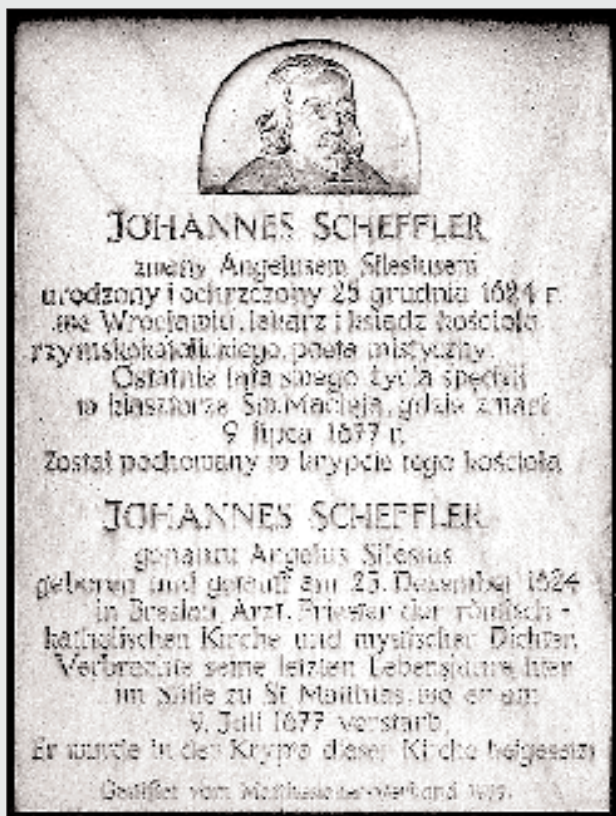 JOHANNES SCHEFFLER
zwany Angelusem Silesiusem
urodzony i ochrzczony 25 grudnia 1624 r.
we Wrocławiu, lekarz i ksiądz kościoła
rzymskokatolickiego, poeta mistyczny.
Ostatnie lata swego życia spędził
w klasztorze Św. Macieja, gdzie zmarł
9 lipca 1677 r.
Został pochowany w krypcie tego kościoła
JOHANNES SCHEFFLER
genannt Angelus Silesius
geboren und getauft am 25. Dezember 1624
in Breslau, Arzt, Priester der römisch-
katholischen Kirche und mystischer Dichter.
Verbrachte seine letzten Lebensjahre hier
im Stifte zu St. Matthias, wo er am
9. Juli 1677 verstarb.
Er wurde in der Krypta dieser Kirche beigesetzt
Gestiftet vom